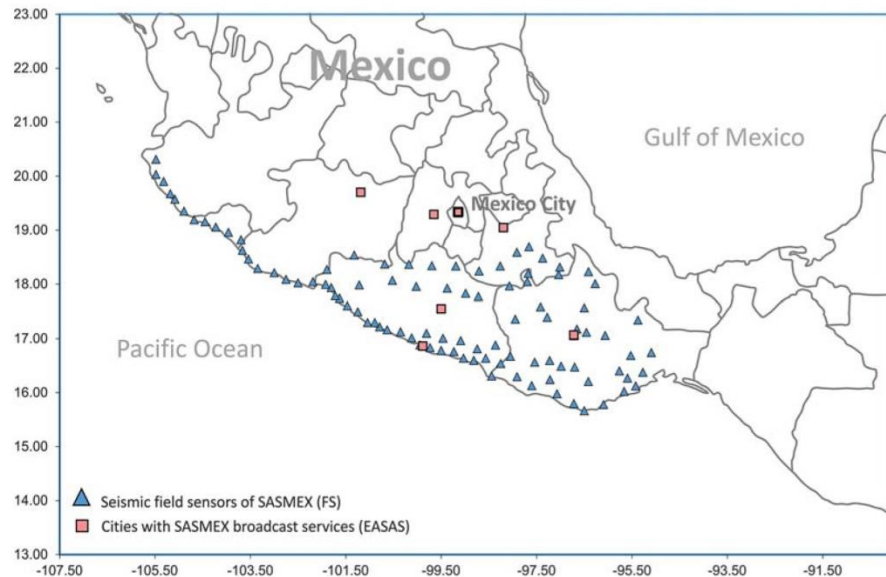 23.00
22.00
21.00
20.00
19.00
18.00
17.00
16.00
15.00
14.00
13.00
Mexico
Gulf of Mexico
Mexico City
Pacific Ocean
Seismic field sensors of SASMEX (FS)
Cities with SASMEX broadcast services (EASAS)
-107.50 -105.50 -103.50 -101.50 -99.50 -97.50 -95.50 -93.50 -91.50